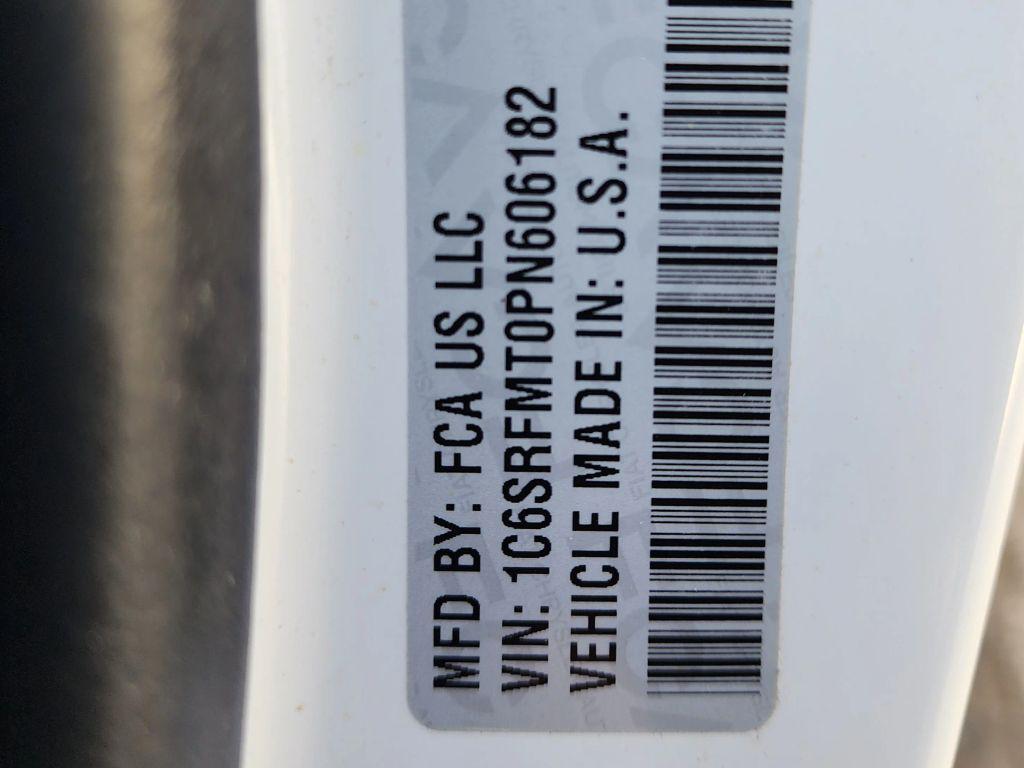 MFD BY: FCA US LLC
VIN: 1C6SRFMT0PN606182
VEHICLE MADE IN: U.S.A.